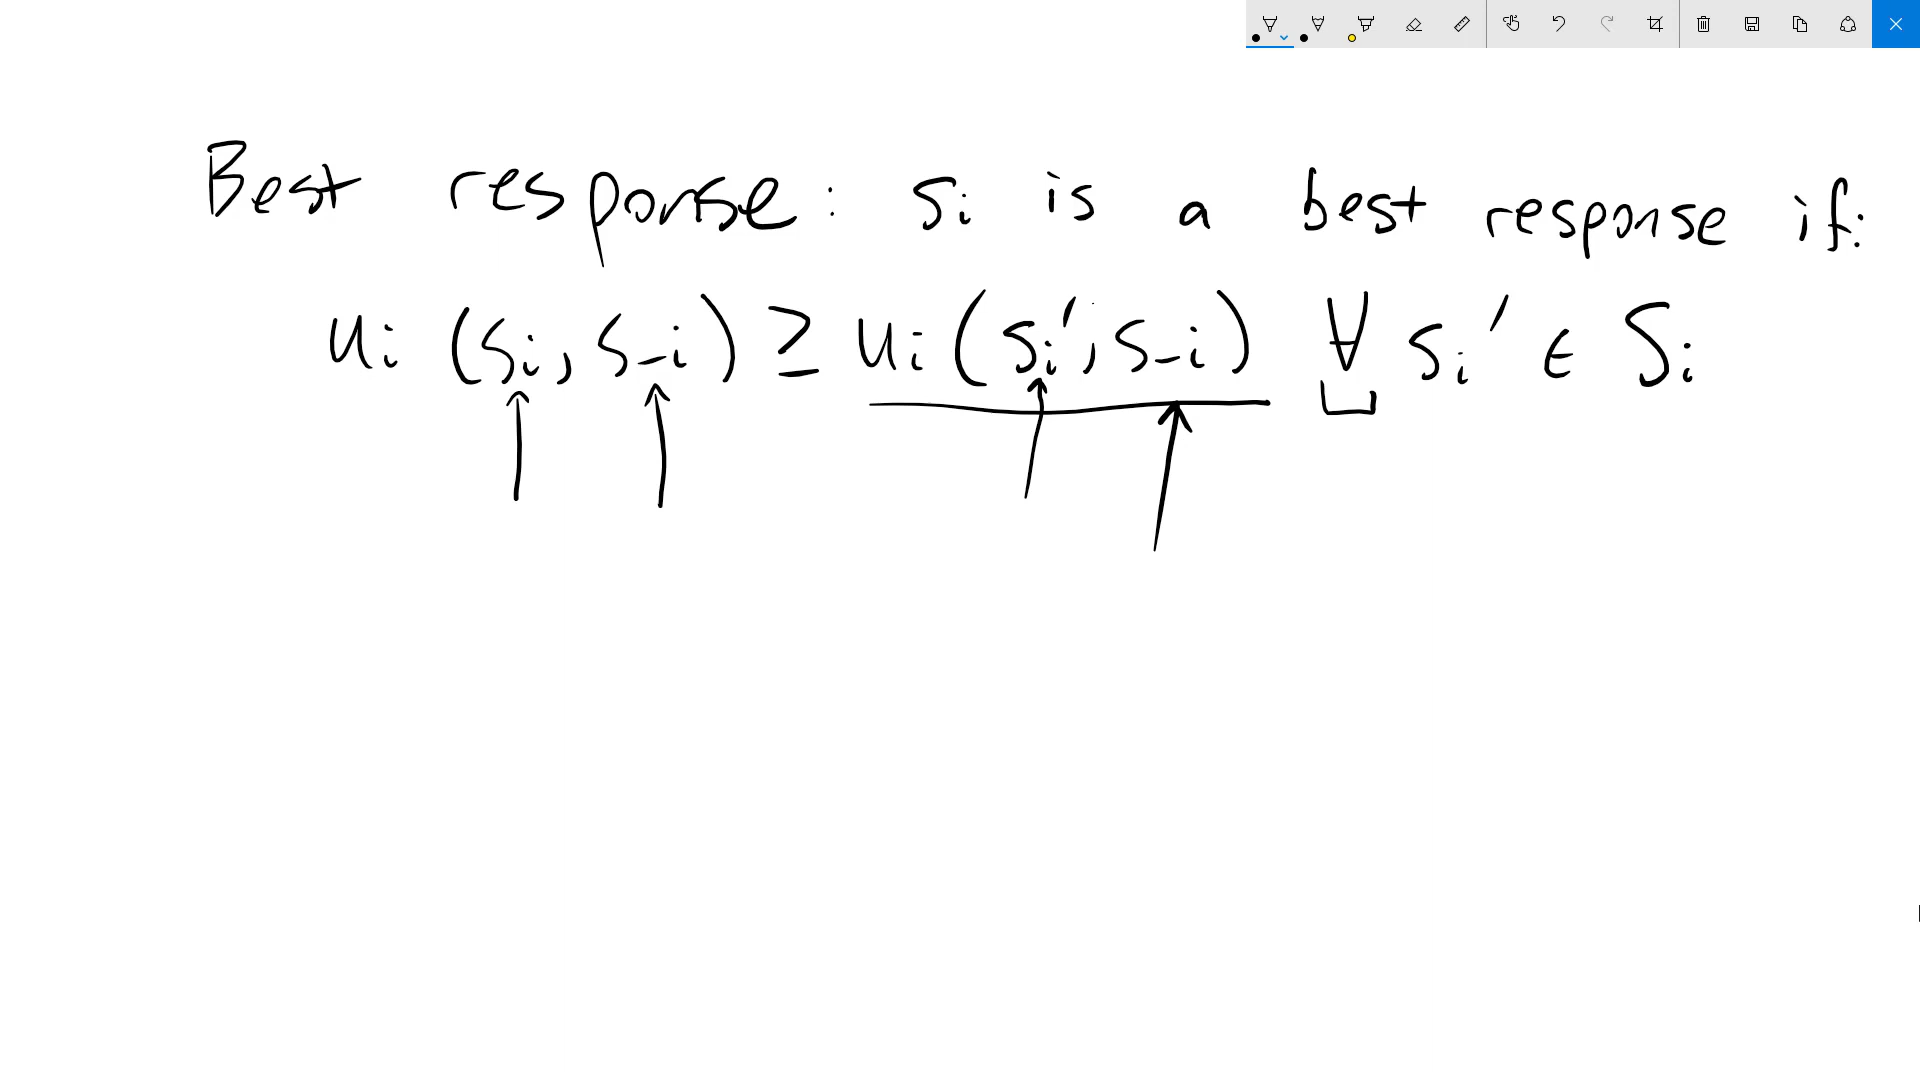 Best response: si is a best response if:
ui (si, s-i) ≥ ui (si', s-i) ∀ si' ∈ Si